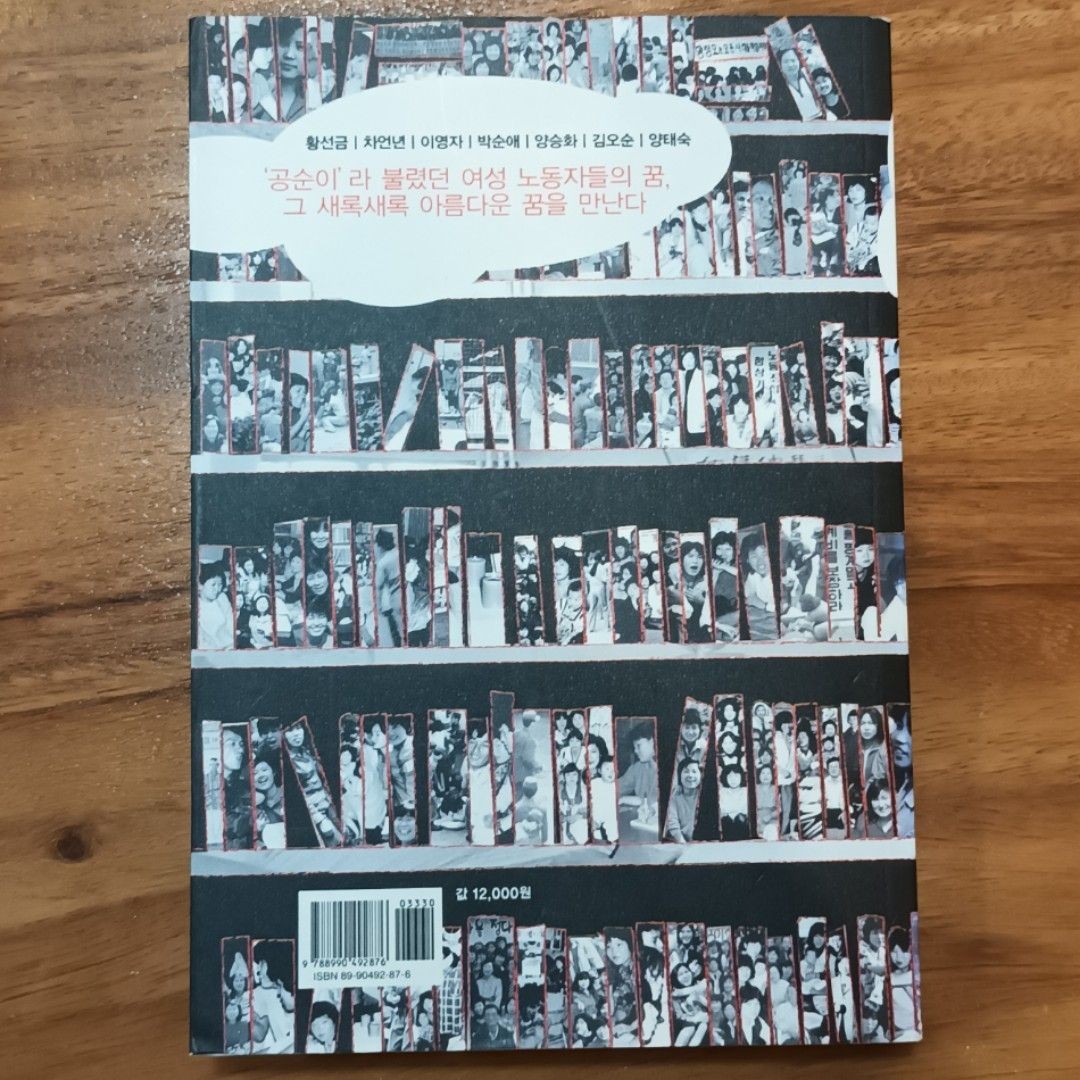 황선금 | 차언년 | 이영자 | 박순애 | 양승화 | 김오순 | 양태숙
'공순이'라 불렸던 여성 노동자들의 꿈,
그 새록새록 아름다운 꿈을 만난다
값 12,000원
03330
9 788990 492876
ISBN 89-90492-87-6